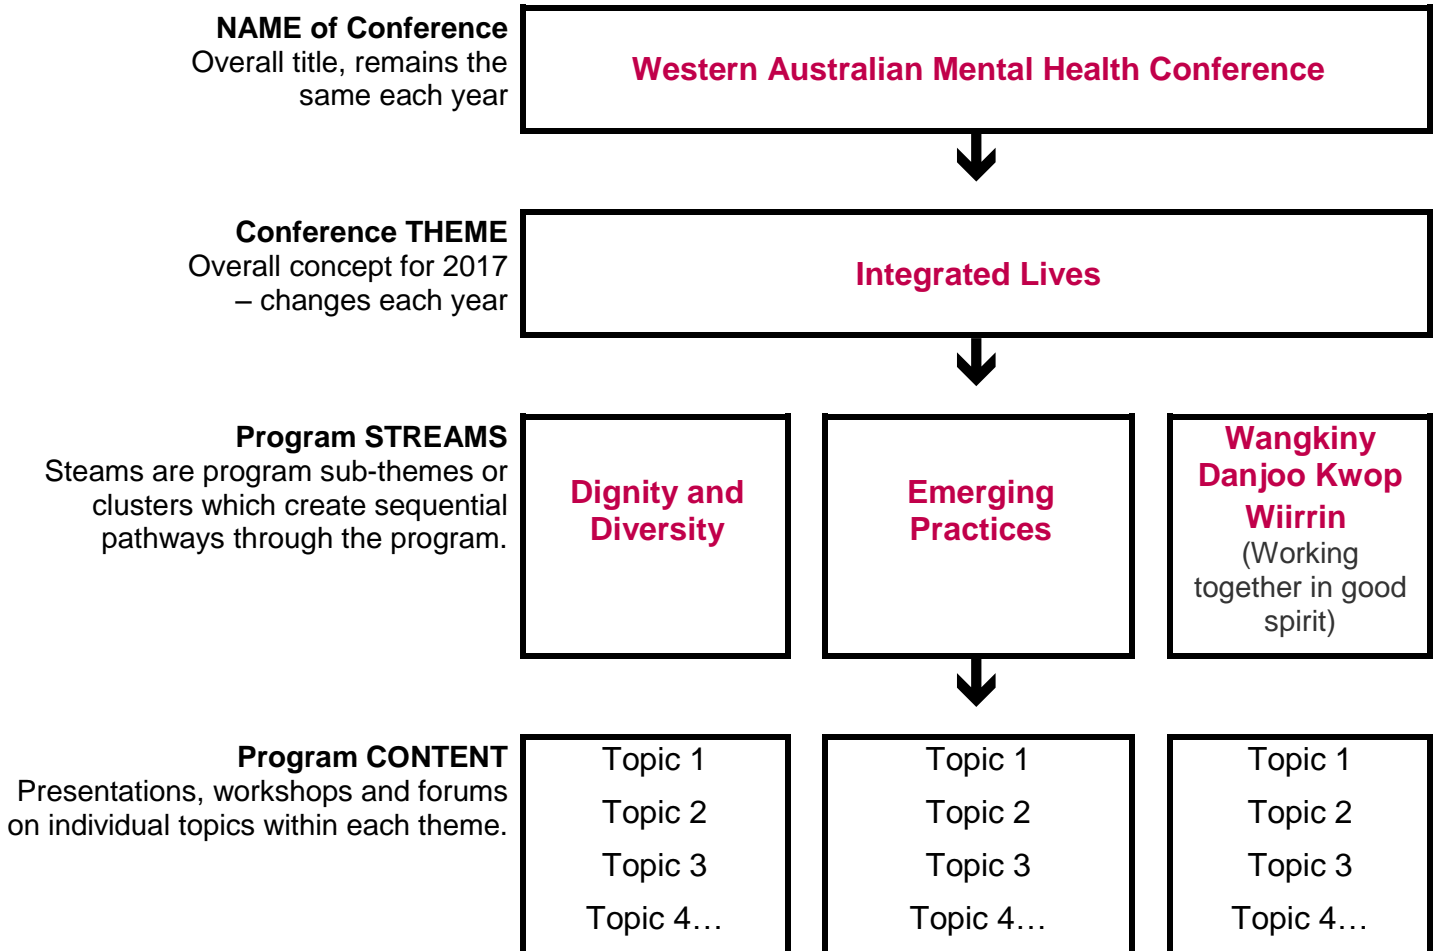 NAME of Conference
Overall title, remains the
same each year
Western Australian Mental Health Conference
Conference THEME
Overall concept for 2017
– changes each year
Integrated Lives
Program STREAMS
Steams are program sub-themes or
clusters which create sequential
pathways through the program.
Dignity and
Diversity
Emerging
Practices
Wangkiny
Danjoo Kwop
Wiirrin
(Working
together in good
spirit)
Program CONTENT
Presentations, workshops and forums
on individual topics within each theme.
Topic 1
Topic 2
Topic 3
Topic 4…
Topic 1
Topic 2
Topic 3
Topic 4…
Topic 1
Topic 2
Topic 3
Topic 4…